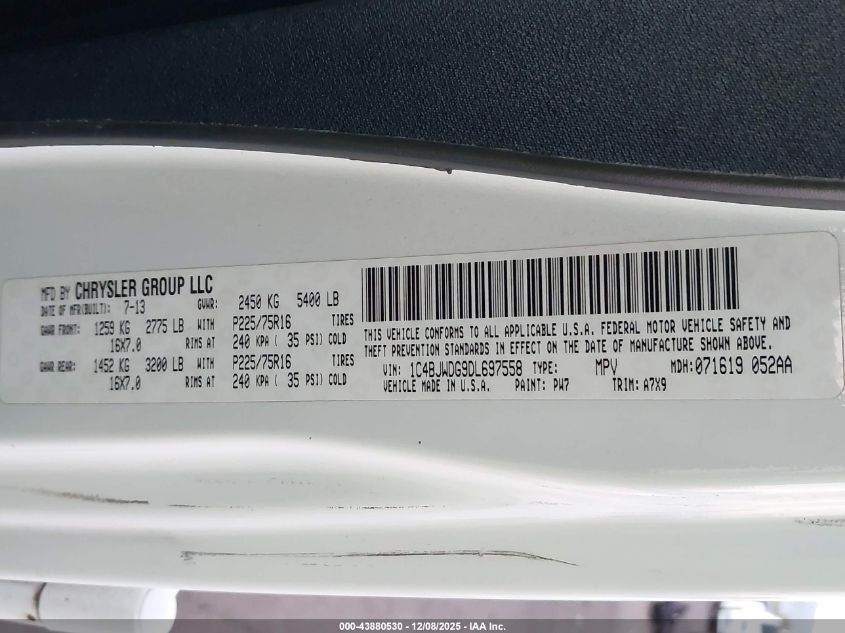 MFD BY CHRYSLER GROUP LLC
DATE OF MFR(BUILT): 7-13 GVWR: 2450 KG 5400 LB
GAWR FRONT: 1259 KG 2775 LB WITH P225/75R16 TIRES
16X7.0 RIMS AT 240 KPA ( 35 PSI) COLD
GAWR REAR: 1452 KG 3200 LB WITH P225/75R16 TIRES
16X7.0 RIMS AT 240 KPA ( 35 PSI) COLD
THIS VEHICLE CONFORMS TO ALL APPLICABLE U.S.A. FEDERAL MOTOR VEHICLE SAFETY AND
THEFT PREVENTION STANDARDS IN EFFECT ON THE DATE OF MANUFACTURE SHOWN ABOVE.
VIN: 1C4BJWDG9DL697558 TYPE: MPV MDH:071619 052AA
VEHICLE MADE IN U.S.A. PAINT: PW7 TRIM: A7X9
000-43880530 - 12/08/2025 - IAA Inc.